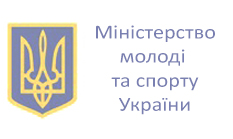 Міністерство
молоді
та спорту
України